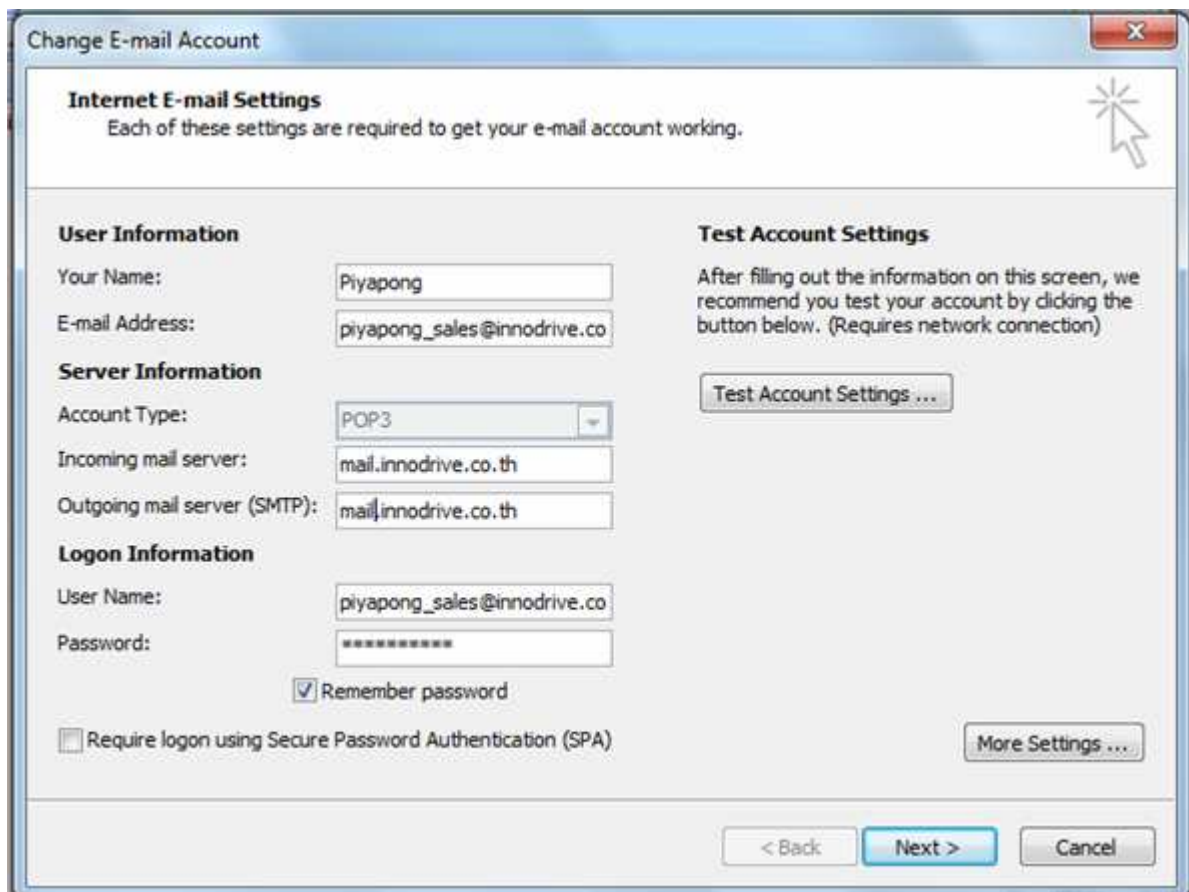 Change E-mail Account
Internet E-mail Settings
Each of these settings are required to get your e-mail account working.
User Information
Your Name:
Piyapong
E-mail Address:
piyapong_sales@innodrive.co
Server Information
Account Type:
POP3
Incoming mail server:
mail.innodrive.co.th
Outgoing mail server (SMTP):
mail.innodrive.co.th
Logon Information
User Name:
piyapong_sales@innodrive.co
Password:
**********
Remember password
Require logon using Secure Password Authentication (SPA)
Test Account Settings
After filling out the information on this screen, we
recommend you test your account by clicking the
button below. (Requires network connection)
Test Account Settings ...
More Settings ...
< Back
Next >
Cancel